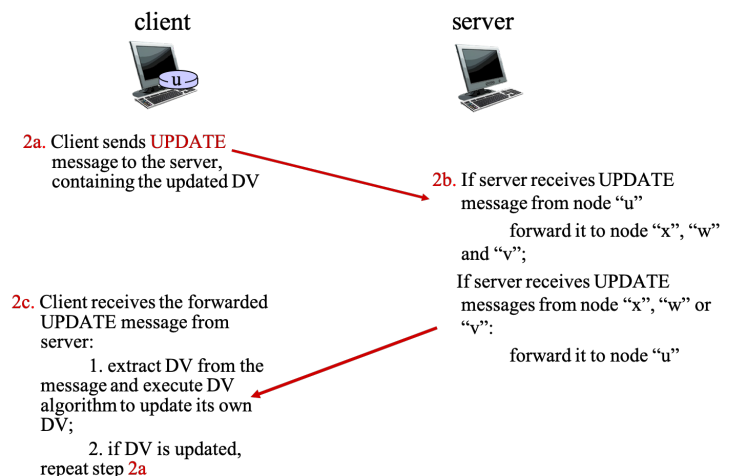 client
server
u
2a. Client sends UPDATE
message to the server,
containing the updated DV
2b. If server receives UPDATE
message from node “u”
forward it to node “x”, “w”
and “v”;
If server receives UPDATE
messages from node “x”, “w” or
“v”:
forward it to node “u”
2c. Client receives the forwarded
UPDATE message from
server:
1. extract DV from the
message and execute DV
algorithm to update its own
DV;
2. if DV is updated,
repeat step 2a